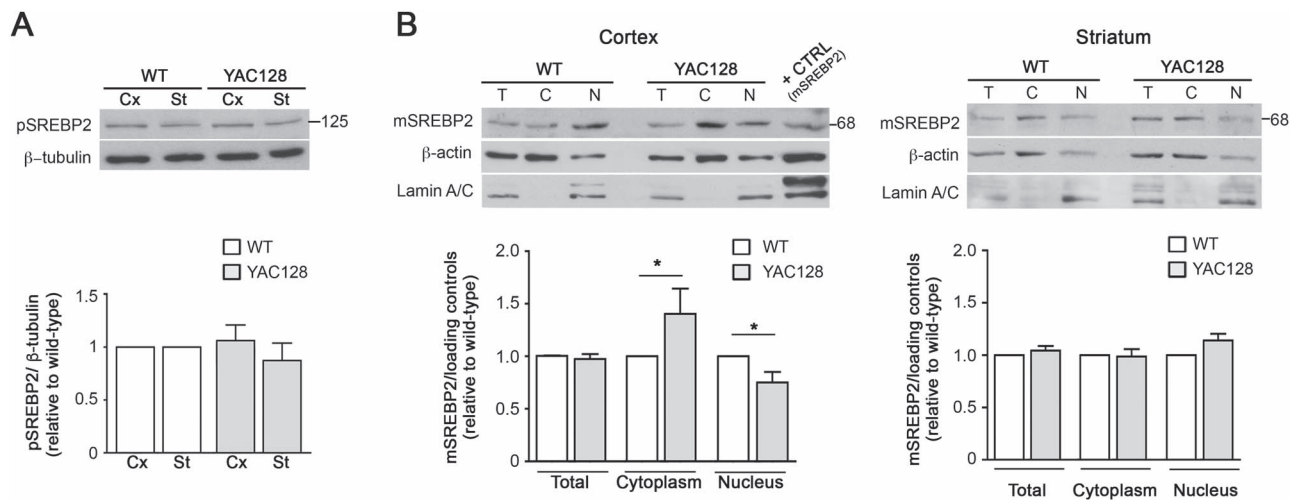 A
WT YAC128
Cx St Cx St
pSREBP2 125
β-tubulin
WT
YAC128
pSREBP2/ β-tubulin
(relative to wild-type)
1.5
1
0.5
0
Cx St Cx St
B
Cortex
WT YAC128 + CTRL
(mSREBP2)
T C N T C N
mSREBP2 68
β-actin
Lamin A/C
WT
YAC128
mSREBP2/loading controls
(relative to wild-type)
2.0
1.5
1.0
0.5
0
* *
Total Cytoplasm Nucleus
Striatum
WT YAC128
T C N T C N
mSREBP2 68
β-actin
Lamin A/C
WT
YAC128
mSREBP2/loading controls
(relative to wild-type)
2.0
1.5
1.0
0.5
0
Total Cytoplasm Nucleus